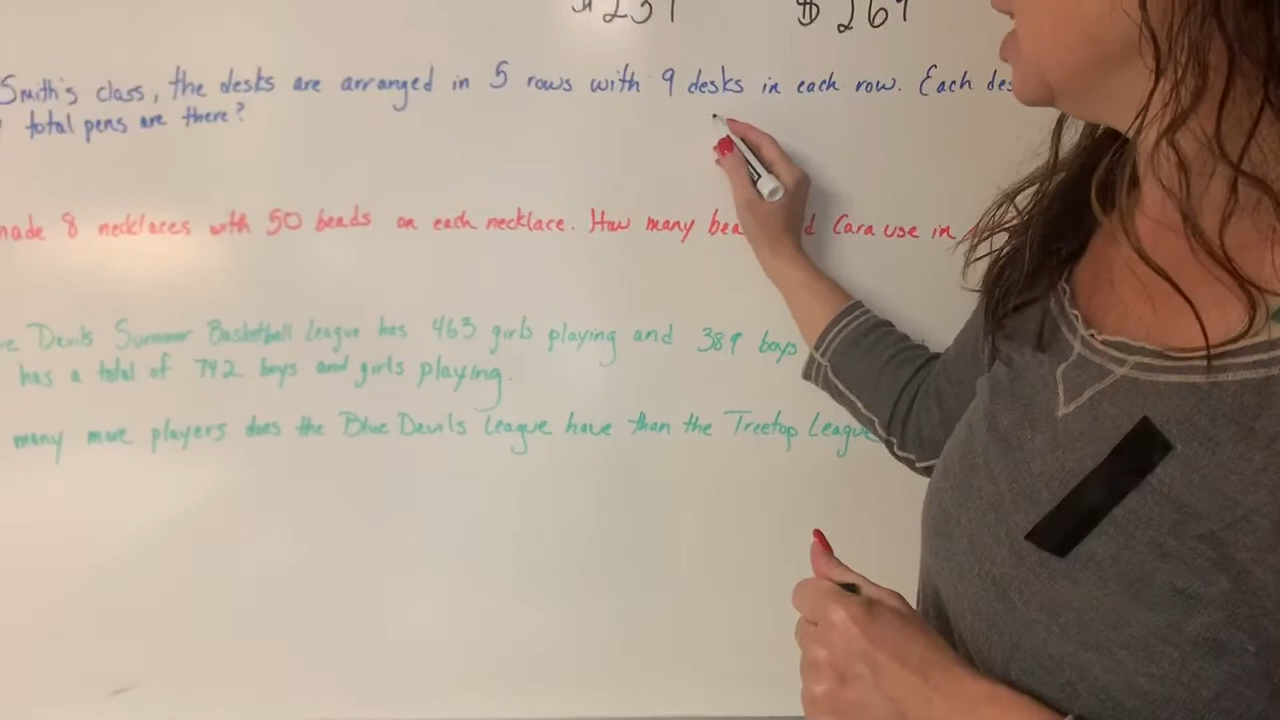 $237 $269
Smith's class, the desks are arranged in 5 rows with 9 desks in each row. Each des
total pens are there?
made 8 necklaces with 50 beads on each necklace. How many bea d Cara use in
Devils Summer Basketball League has 463 girls playing and 389 boys
has a total of 742 boys and girls playing.
many more players does the Blue Devils League have than the Treetop League